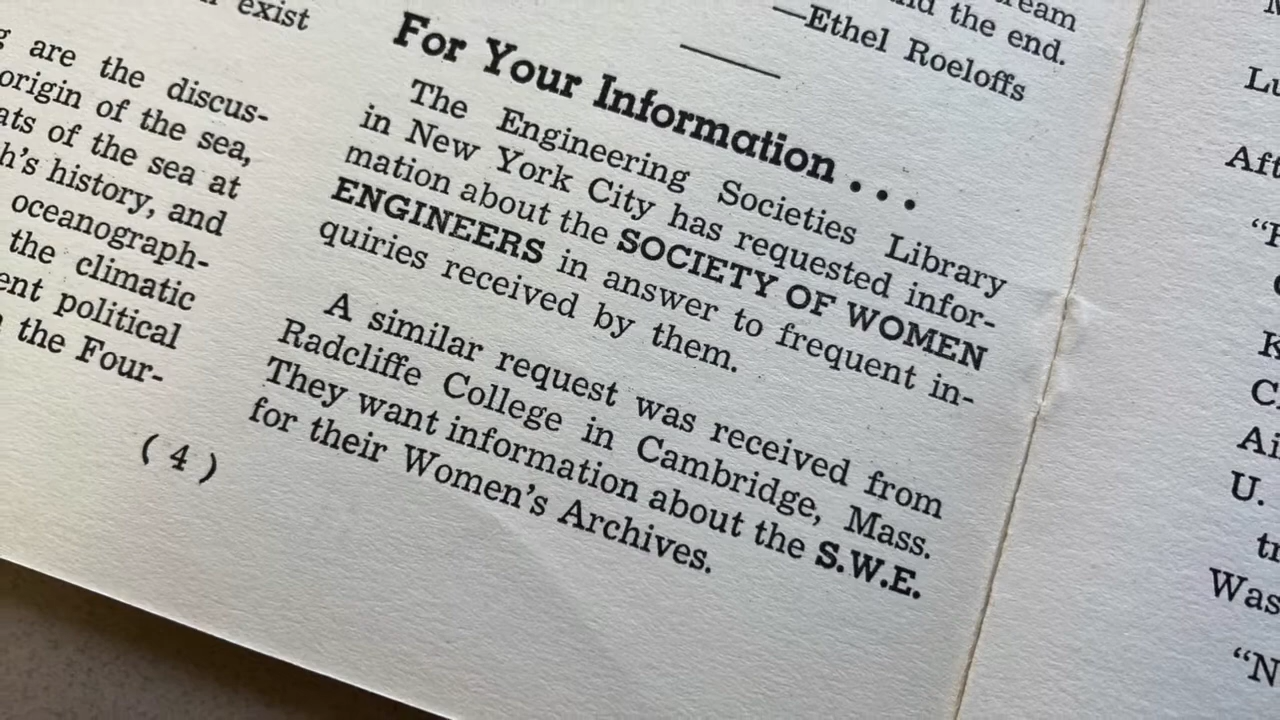 exist
are the discus-
origin of the sea,
of the sea at
history, and
oceanograph-
the climatic
political
the Four-
( 4 )
and the end.
—Ethel Roeloffs
For Your Information . . .
The Engineering Societies Library
in New York City has requested infor-
mation about the SOCIETY OF WOMEN
ENGINEERS in answer to frequent in-
quiries received by them.
A similar request was received from
Radcliffe College in Cambridge, Mass.
They want information about the S.W.E.
for their Women's Archives.
U.